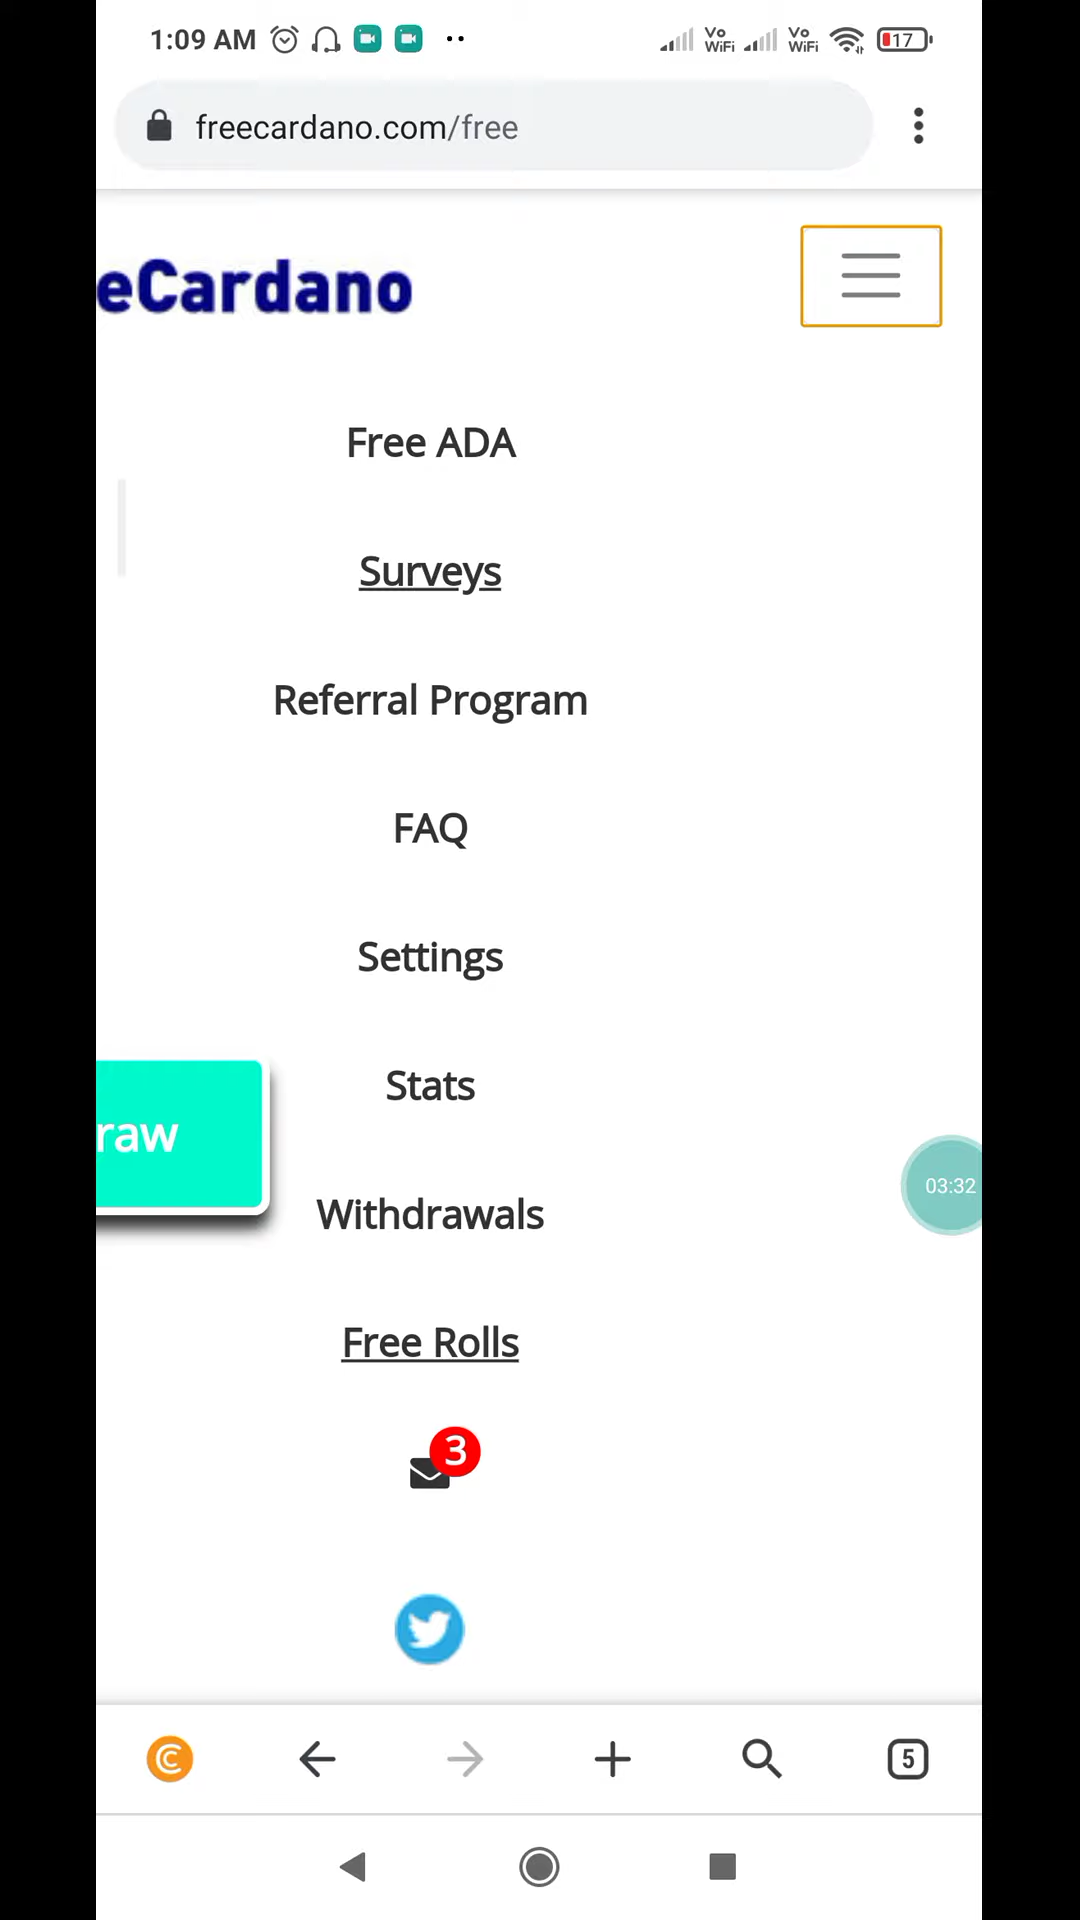 1:09 AM
Vo WiFi Vo WiFi 17
freecardano.com/free
eCardano
Free ADA
Surveys
Referral Program
FAQ
Settings
Stats
raw
03:32
Withdrawals
Free Rolls
3
5